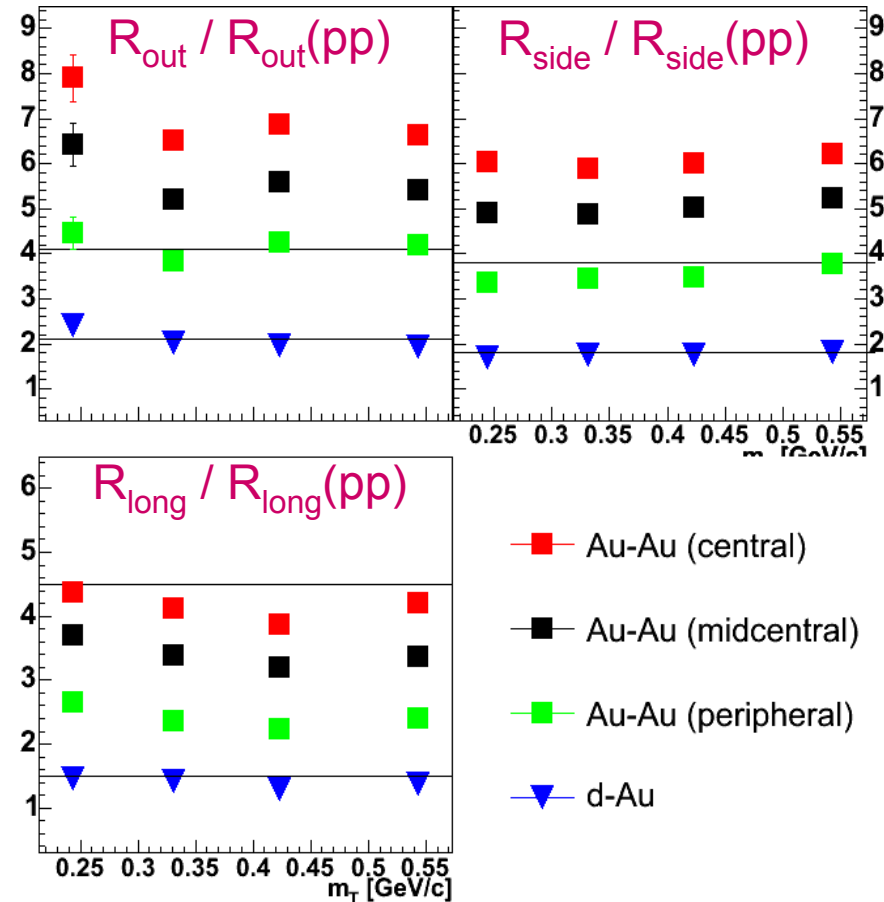 R_out / R_out(pp)
R_side / R_side(pp)
9
8
7
6
5
4
3
2
1
9
8
7
6
5
4
3
2
1
0.25 0.3 0.35 0.4 0.45 0.5 0.55
R_long / R_long(pp)
6
5
4
3
2
1
0.25 0.3 0.35 0.4 0.45 0.5 0.55
m_T [GeV/c]
Au-Au (central)
Au-Au (midcentral)
Au-Au (peripheral)
d-Au